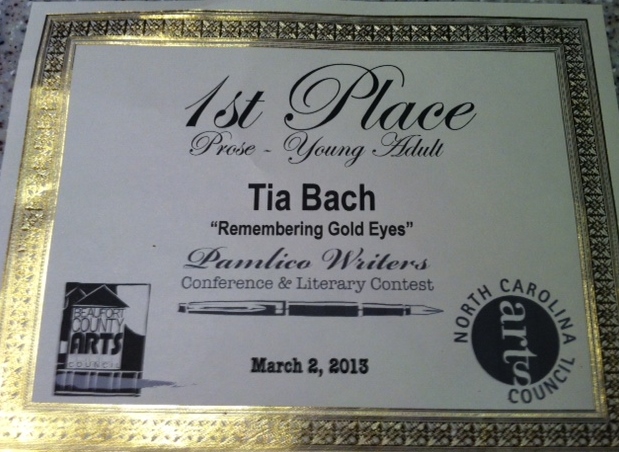 1st Place
Prose - Young Adult
Tia Bach
“Remembering Gold Eyes”
Pamlico Writers
Conference & Literary Contest
BEAUFORT
COUNTY
ARTS
COUNCIL
March 2, 2013
NORTH CAROLINA
arts
COUNCIL